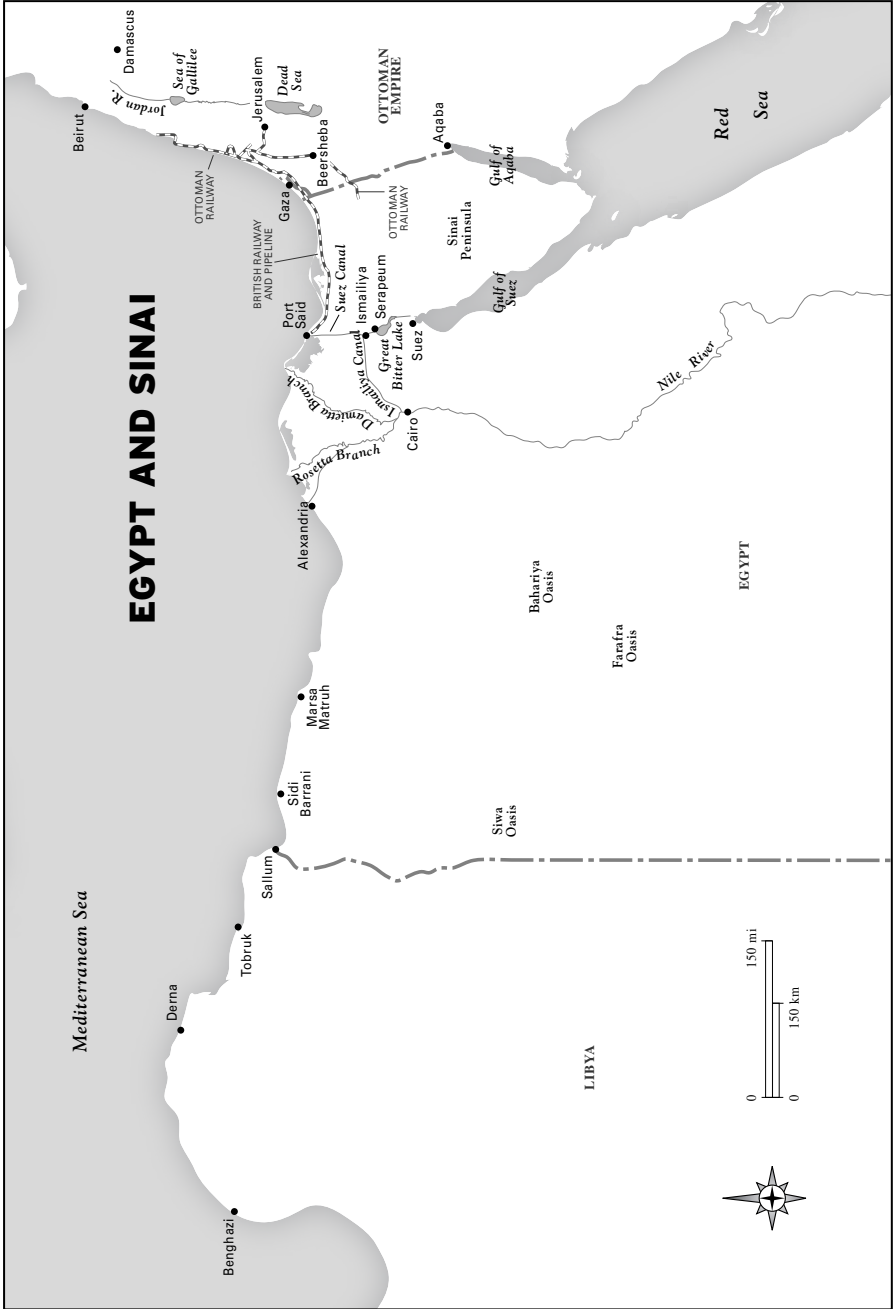 EGYPT AND SINAI
Mediterranean Sea
Benghazi
Derna
Tobruk
Sallum
Sidi
Barrani
Marsa
Matruh
Alexandria
Rosetta Branch
Damietta Branch
Cairo
Ismailiya Canal
Port
Said
Suez Canal
Ismailiya
Serapeum
Great
Bitter Lake
Suez
BRITISH RAILWAY
AND PIPELINE
OTTOMAN
RAILWAY
Gaza
Beersheba
Jerusalem
Dead
Sea
Beirut
Damascus
Jordan R.
Sea of
Gallilee
OTTOMAN
EMPIRE
OTTOMAN
RAILWAY
Aqaba
Gulf of
Aqaba
Sinai
Peninsula
Gulf of
Suez
Red
Sea
Nile River
Bahariya
Oasis
Farafra
Oasis
EGYPT
Siwa
Oasis
LIBYA
0
150 mi
0
150 km